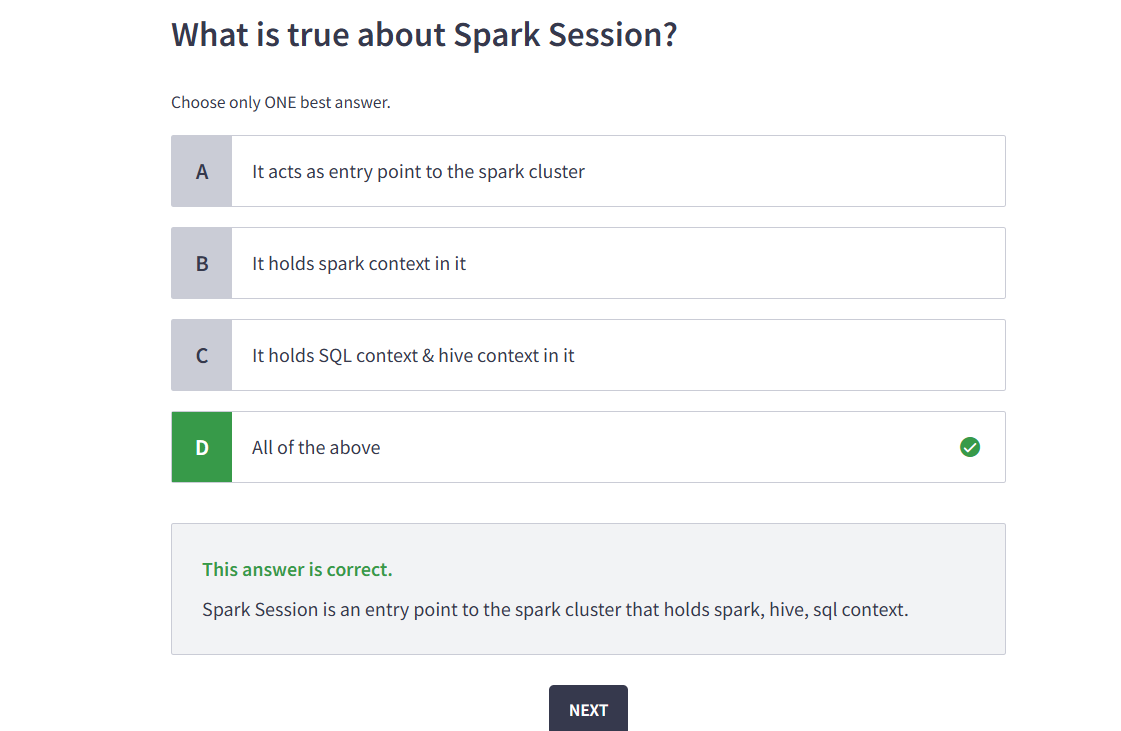 What is true about Spark Session?
Choose only ONE best answer.
A It acts as entry point to the spark cluster
B It holds spark context in it
C It holds SQL context & hive context in it
D All of the above
This answer is correct.
Spark Session is an entry point to the spark cluster that holds spark, hive, sql context.
NEXT